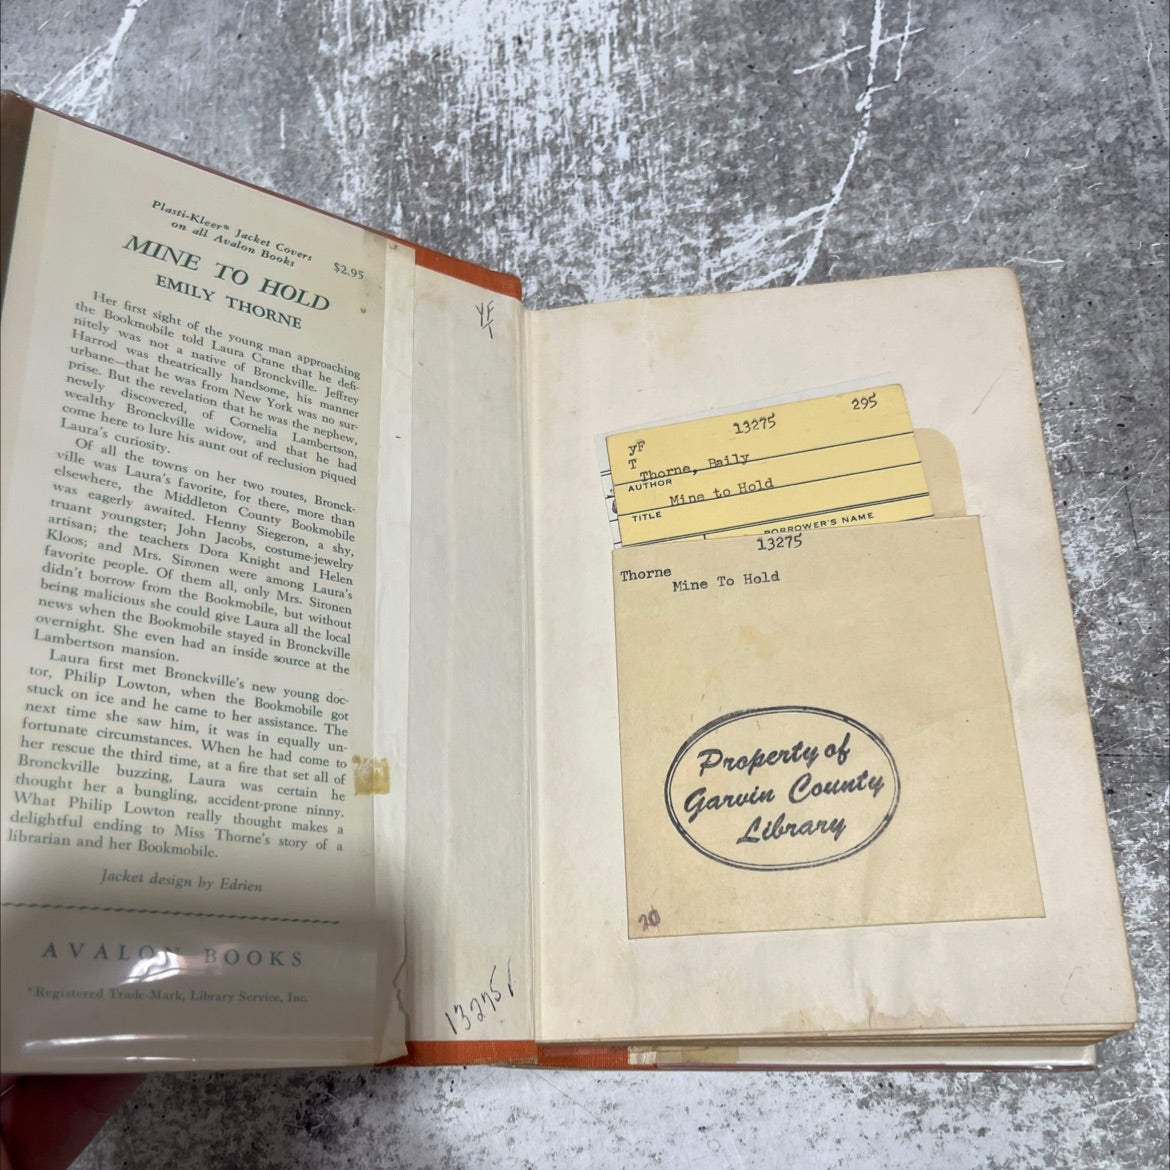 Plasti-Kleer* Jacket Covers
on all Avalon Books
$2.95
MINE TO HOLD
EMILY THORNE
Her first sight of the young man approaching
the Bookmobile told Laura Crane that he defi-
nitely was not a native of Bronckville. Jeffrey
Harrod was theatrically handsome, his manner
urbane—that he was from New York was no sur-
prise. But the revelation that he was the nephew,
newly discovered, of Cornelia Lambertson,
wealthy Bronckville widow, and that he had
come here to lure his aunt out of reclusion piqued
Laura's curiosity.
Of all the towns on her two routes, Bronck-
ville was Laura's favorite, for there, more than
elsewhere, the Middleton County Bookmobile
was eagerly awaited. Henny Siegeron, a shy,
truant youngster; John Jacobs, costume-jewelry
artisan; the teachers Dora Knight and Helen
Kloos; and Mrs. Sironen were among Laura's
favorite people. Of them all, only Mrs. Sironen
didn't borrow from the Bookmobile, but without
being malicious she could give Laura all the local
news when the Bookmobile stayed in Bronckville
overnight. She even had an inside source at the
Lambertson mansion.
Laura first met Bronckville's new young doc-
tor, Philip Lowton, when the Bookmobile got
stuck on ice and he came to her assistance. The
next time she saw him, it was in equally un-
fortunate circumstances. When he had come to
her rescue the third time, at a fire that set all of
Bronckville buzzing, Laura was certain he
thought her a bungling, accident-prone ninny.
What Philip Lowton really thought makes a
delightful ending to Miss Thorne's story of a
librarian and her Bookmobile.
Jacket design by Edrien
AVALON BOOKS
*Registered Trade-Mark, Library Service, Inc.
YF
T
13275
13275 295
yF
T
Thorne, Baily
AUTHOR
Mine to Hold
TITLE
BORROWER'S NAME
13275
Thorne
Mine To Hold
Property of
Garvin County
Library
20